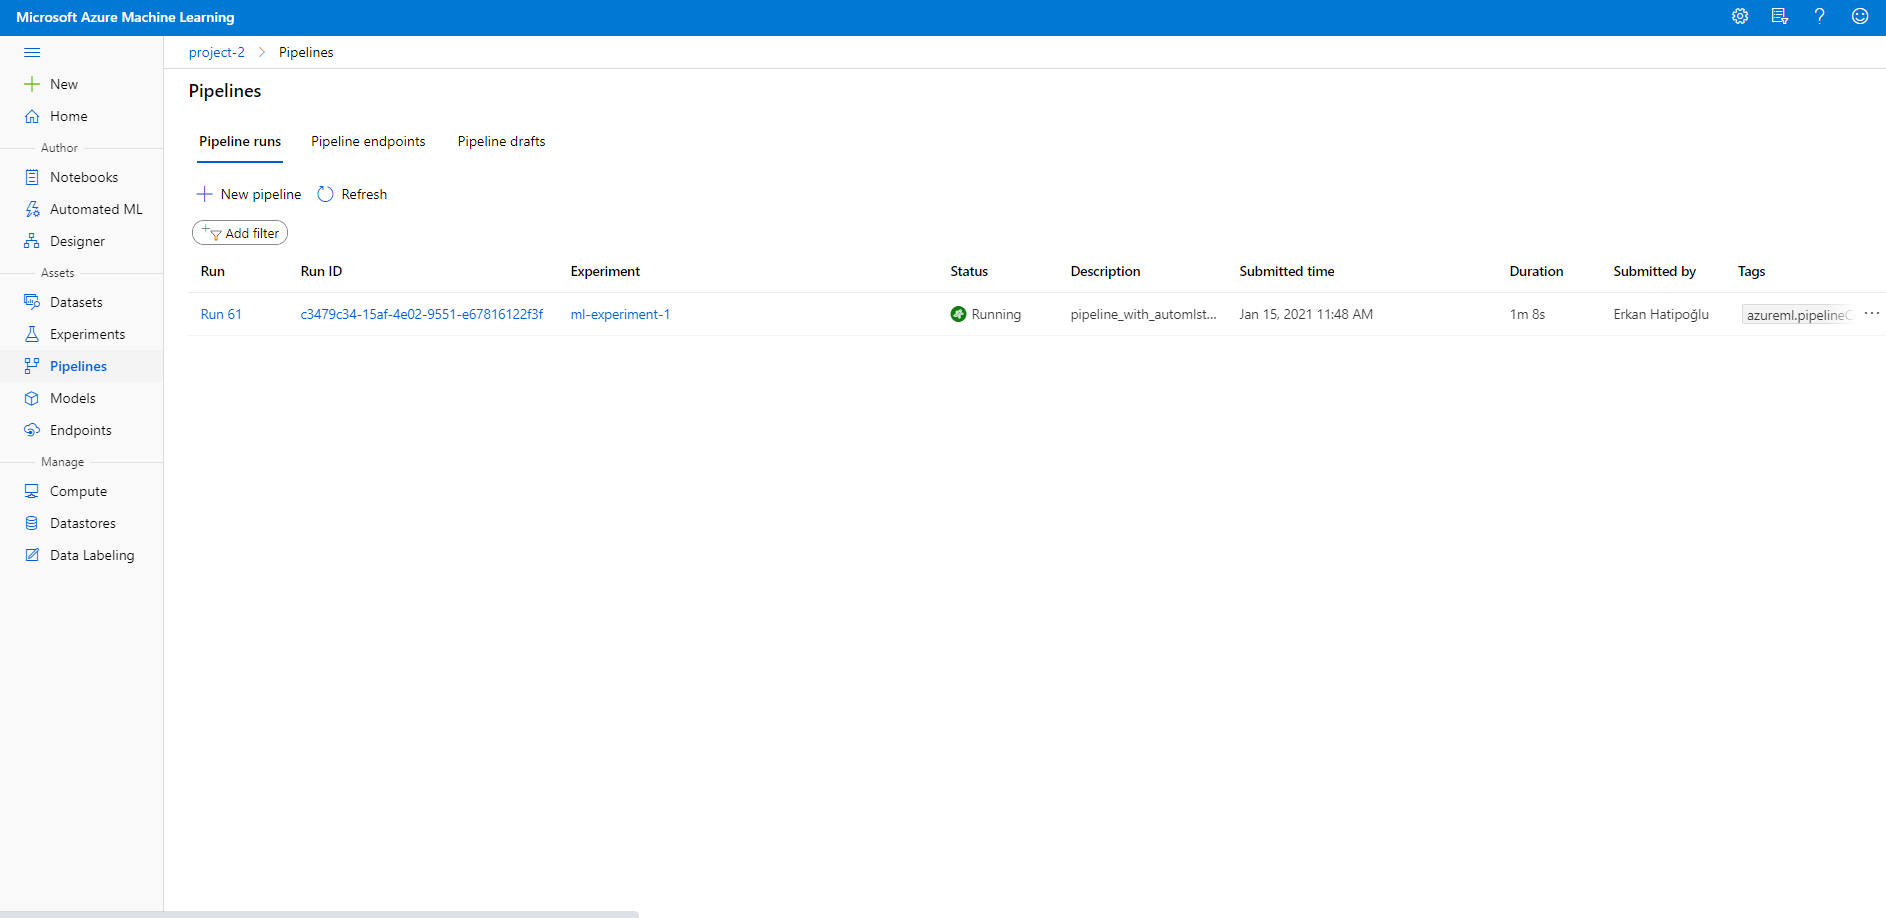 Microsoft Azure Machine Learning
project-2 > Pipelines
New
Home
Author
Notebooks
Automated ML
Designer
Assets
Datasets
Experiments
Pipelines
Models
Endpoints
Manage
Compute
Datastores
Data Labeling
Pipelines
Pipeline runs Pipeline endpoints Pipeline drafts
New pipeline Refresh
Add filter
Run Run ID Experiment Status Description Submitted time Duration Submitted by Tags
Run 61 c3479c34-15af-4e02-9551-e67816122f3f ml-experiment-1 Running pipeline_with_automlst... Jan 15, 2021 11:48 AM 1m 8s Erkan Hatipoğlu azureml.pipelineC ...